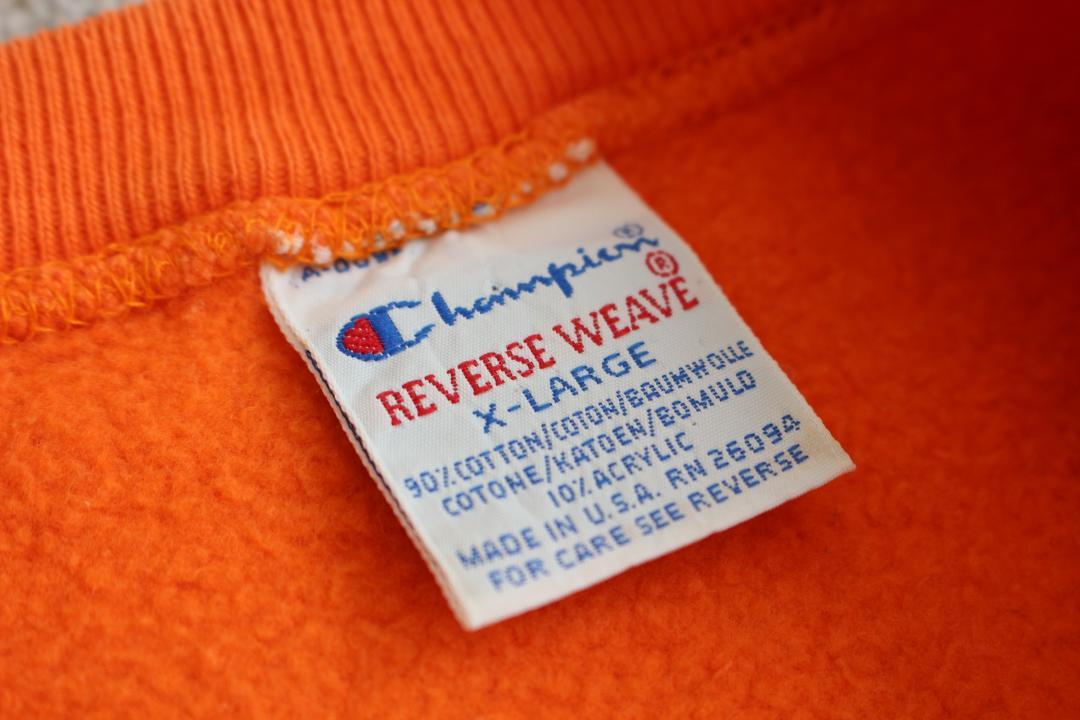 Champion®
REVERSE WEAVE®
X-LARGE
90%COTTON/COTON/BAUMWOLLE
COTONE/KATOEN/BOMULD
10%ACRYLIC
MADE IN U.S.A. RN 26094
FOR CARE SEE REVERSE